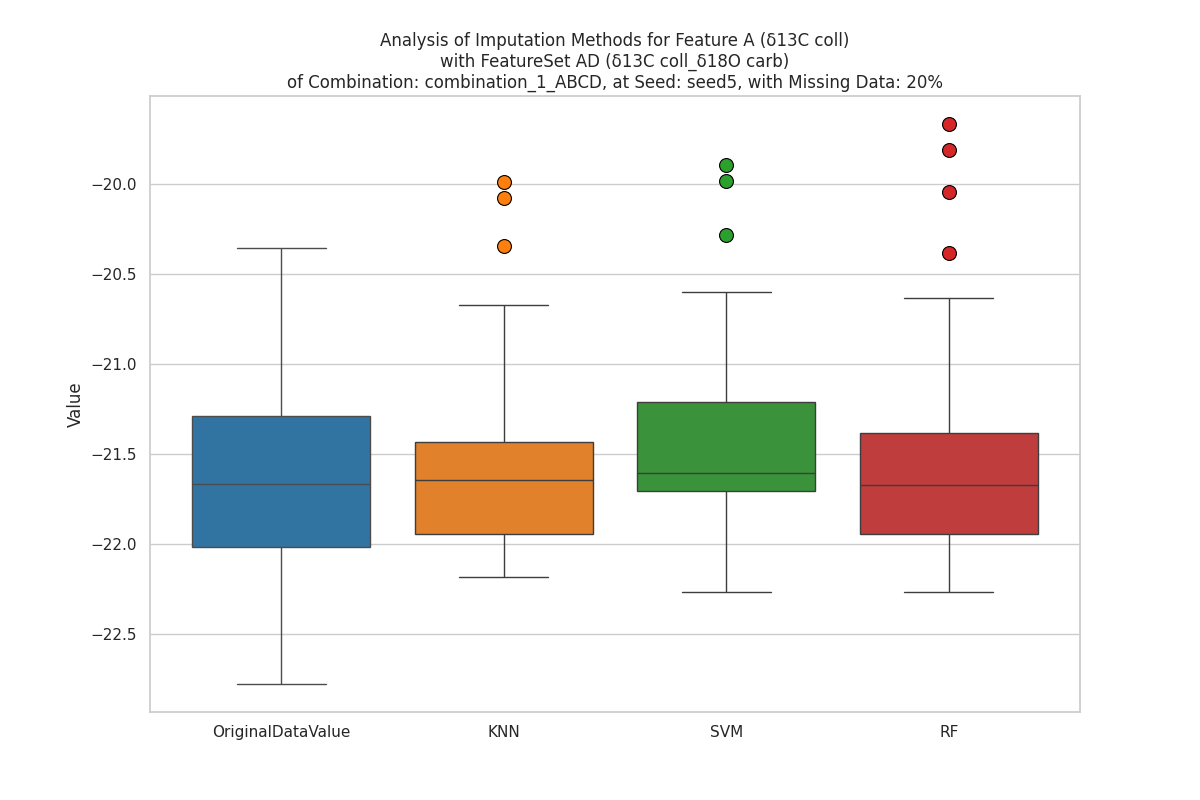 Analysis of Imputation Methods for Feature A (δ13C coll)
with FeatureSet AD (δ13C coll_δ18O carb)
of Combination: combination_1_ABCD, at Seed: seed5, with Missing Data: 20%
Value
−20.0
−20.5
−21.0
−21.5
−22.0
−22.5
OriginalDataValue
KNN
SVM
RF